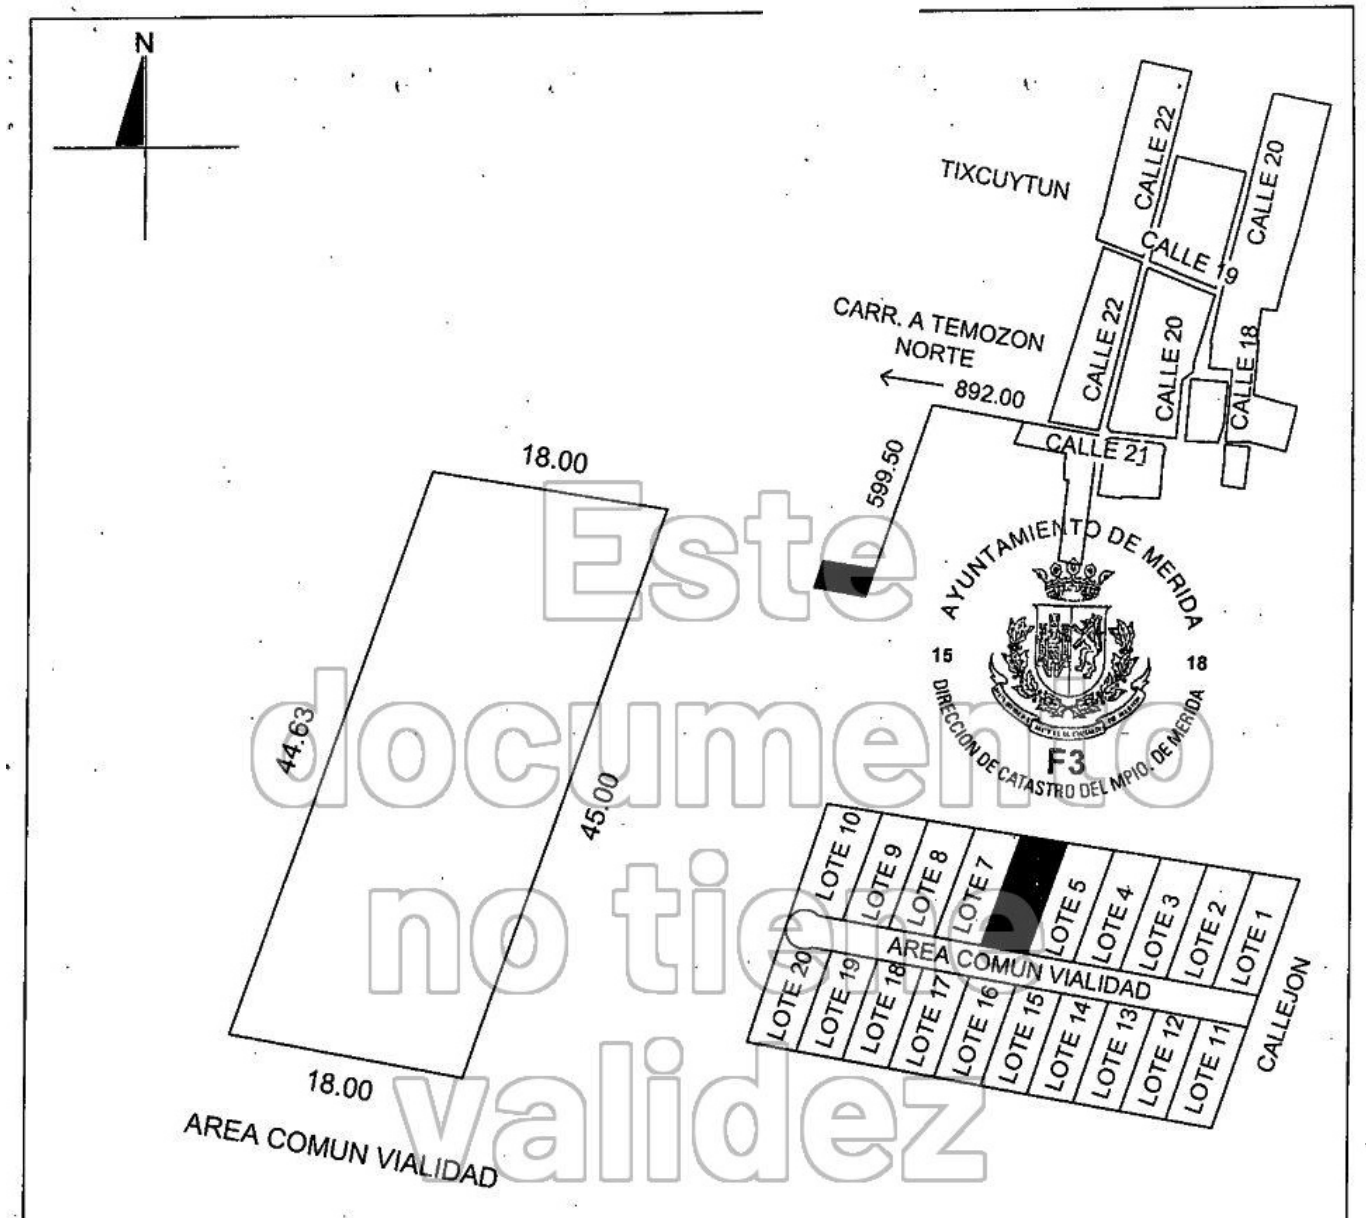 N
TIXCUYTUN
CALLE 22
CALLE 20
CALLE 19
CARR. A TEMOZON
NORTE
892.00
CALLE 22
CALLE 20
CALLE 18
CALLE 21
599.50
18.00
44.63
45.00
18.00
AREA COMUN VIALIDAD
Este
documento
no tiene
validez
AYUNTAMIENTO DE MERIDA
15
18
F3
DIRECCION DE CATASTRO DEL MPIO. DE MERIDA
LOTE 10
LOTE 9
LOTE 8
LOTE 7
LOTE 5
LOTE 4
LOTE 3
LOTE 2
LOTE 1
AREA COMUN VIALIDAD
LOTE 20
LOTE 19
LOTE 18
LOTE 17
LOTE 16
LOTE 15
LOTE 14
LOTE 13
LOTE 12
LOTE 11
CALLEJON